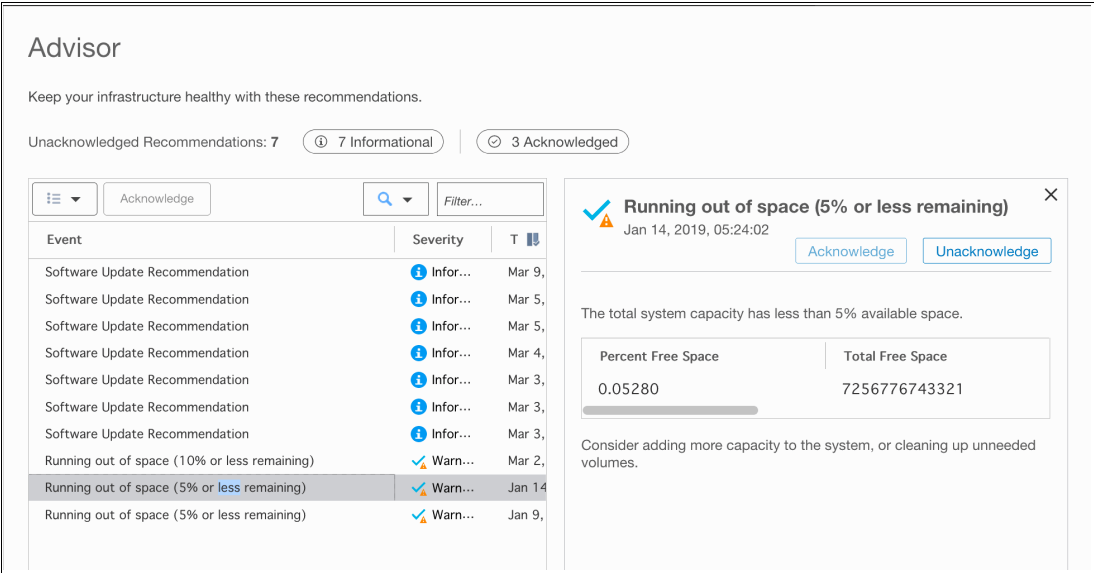 Advisor
Keep your infrastructure healthy with these recommendations.
Unacknowledged Recommendations: 7 7 Informational 3 Acknowledged
Acknowledge Filter...
Event Severity T
Software Update Recommendation Infor... Mar 9,
Software Update Recommendation Infor... Mar 5,
Software Update Recommendation Infor... Mar 5,
Software Update Recommendation Infor... Mar 4,
Software Update Recommendation Infor... Mar 3,
Software Update Recommendation Infor... Mar 3,
Software Update Recommendation Infor... Mar 3,
Running out of space (10% or less remaining) Warn... Mar 2,
Running out of space (5% or less remaining) Warn... Jan 14
Running out of space (5% or less remaining) Warn... Jan 9,
Running out of space (5% or less remaining)
Jan 14, 2019, 05:24:02
Acknowledge Unacknowledge
The total system capacity has less than 5% available space.
Percent Free Space Total Free Space
0.05280 7256776743321
Consider adding more capacity to the system, or cleaning up unneeded
volumes.